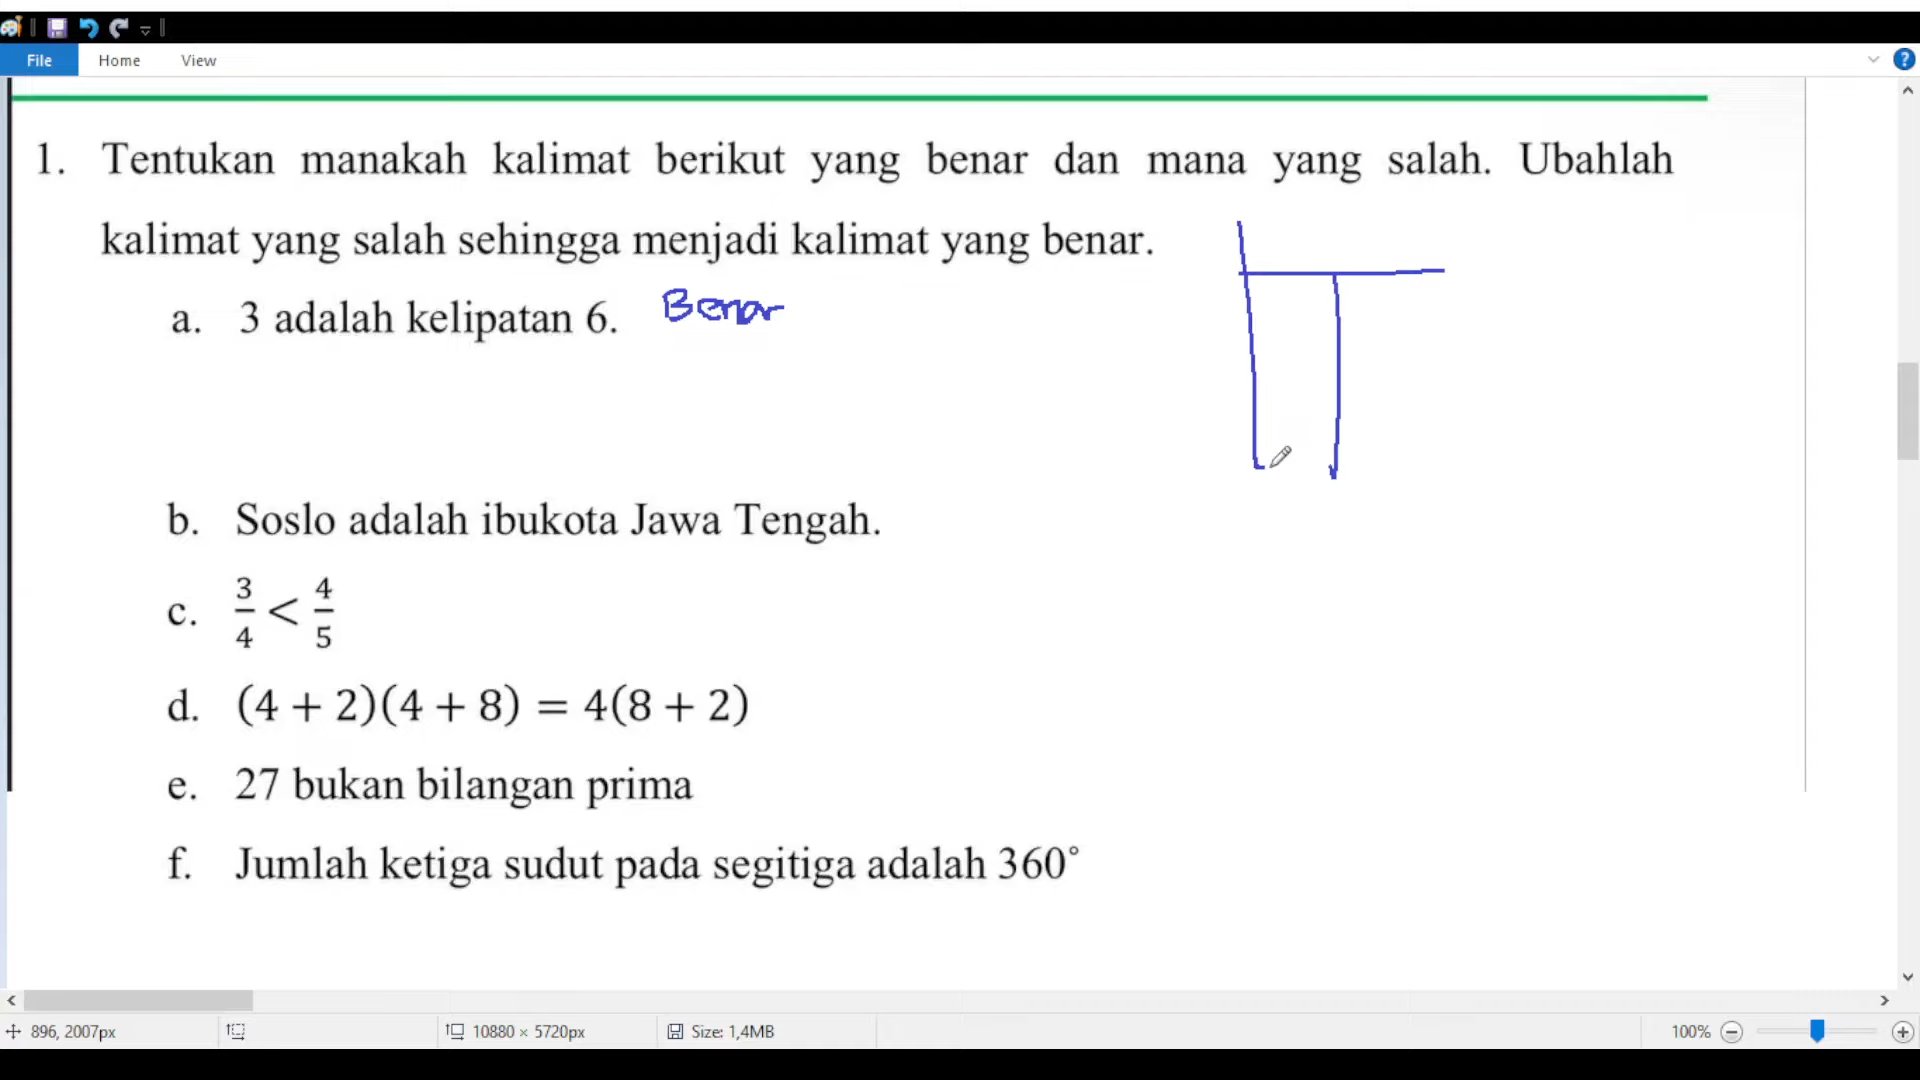 File Home View
1. Tentukan manakah kalimat berikut yang benar dan mana yang salah. Ubahlah
kalimat yang salah sehingga menjadi kalimat yang benar.
a. 3 adalah kelipatan 6. Benar
b. Soslo adalah ibukota Jawa Tengah.
c. 3/4 < 4/5
d. (4 + 2)(4 + 8) = 4(8 + 2)
e. 27 bukan bilangan prima
f. Jumlah ketiga sudut pada segitiga adalah 360°
896, 2007px 10880 × 5720px Size: 1,4MB 100%